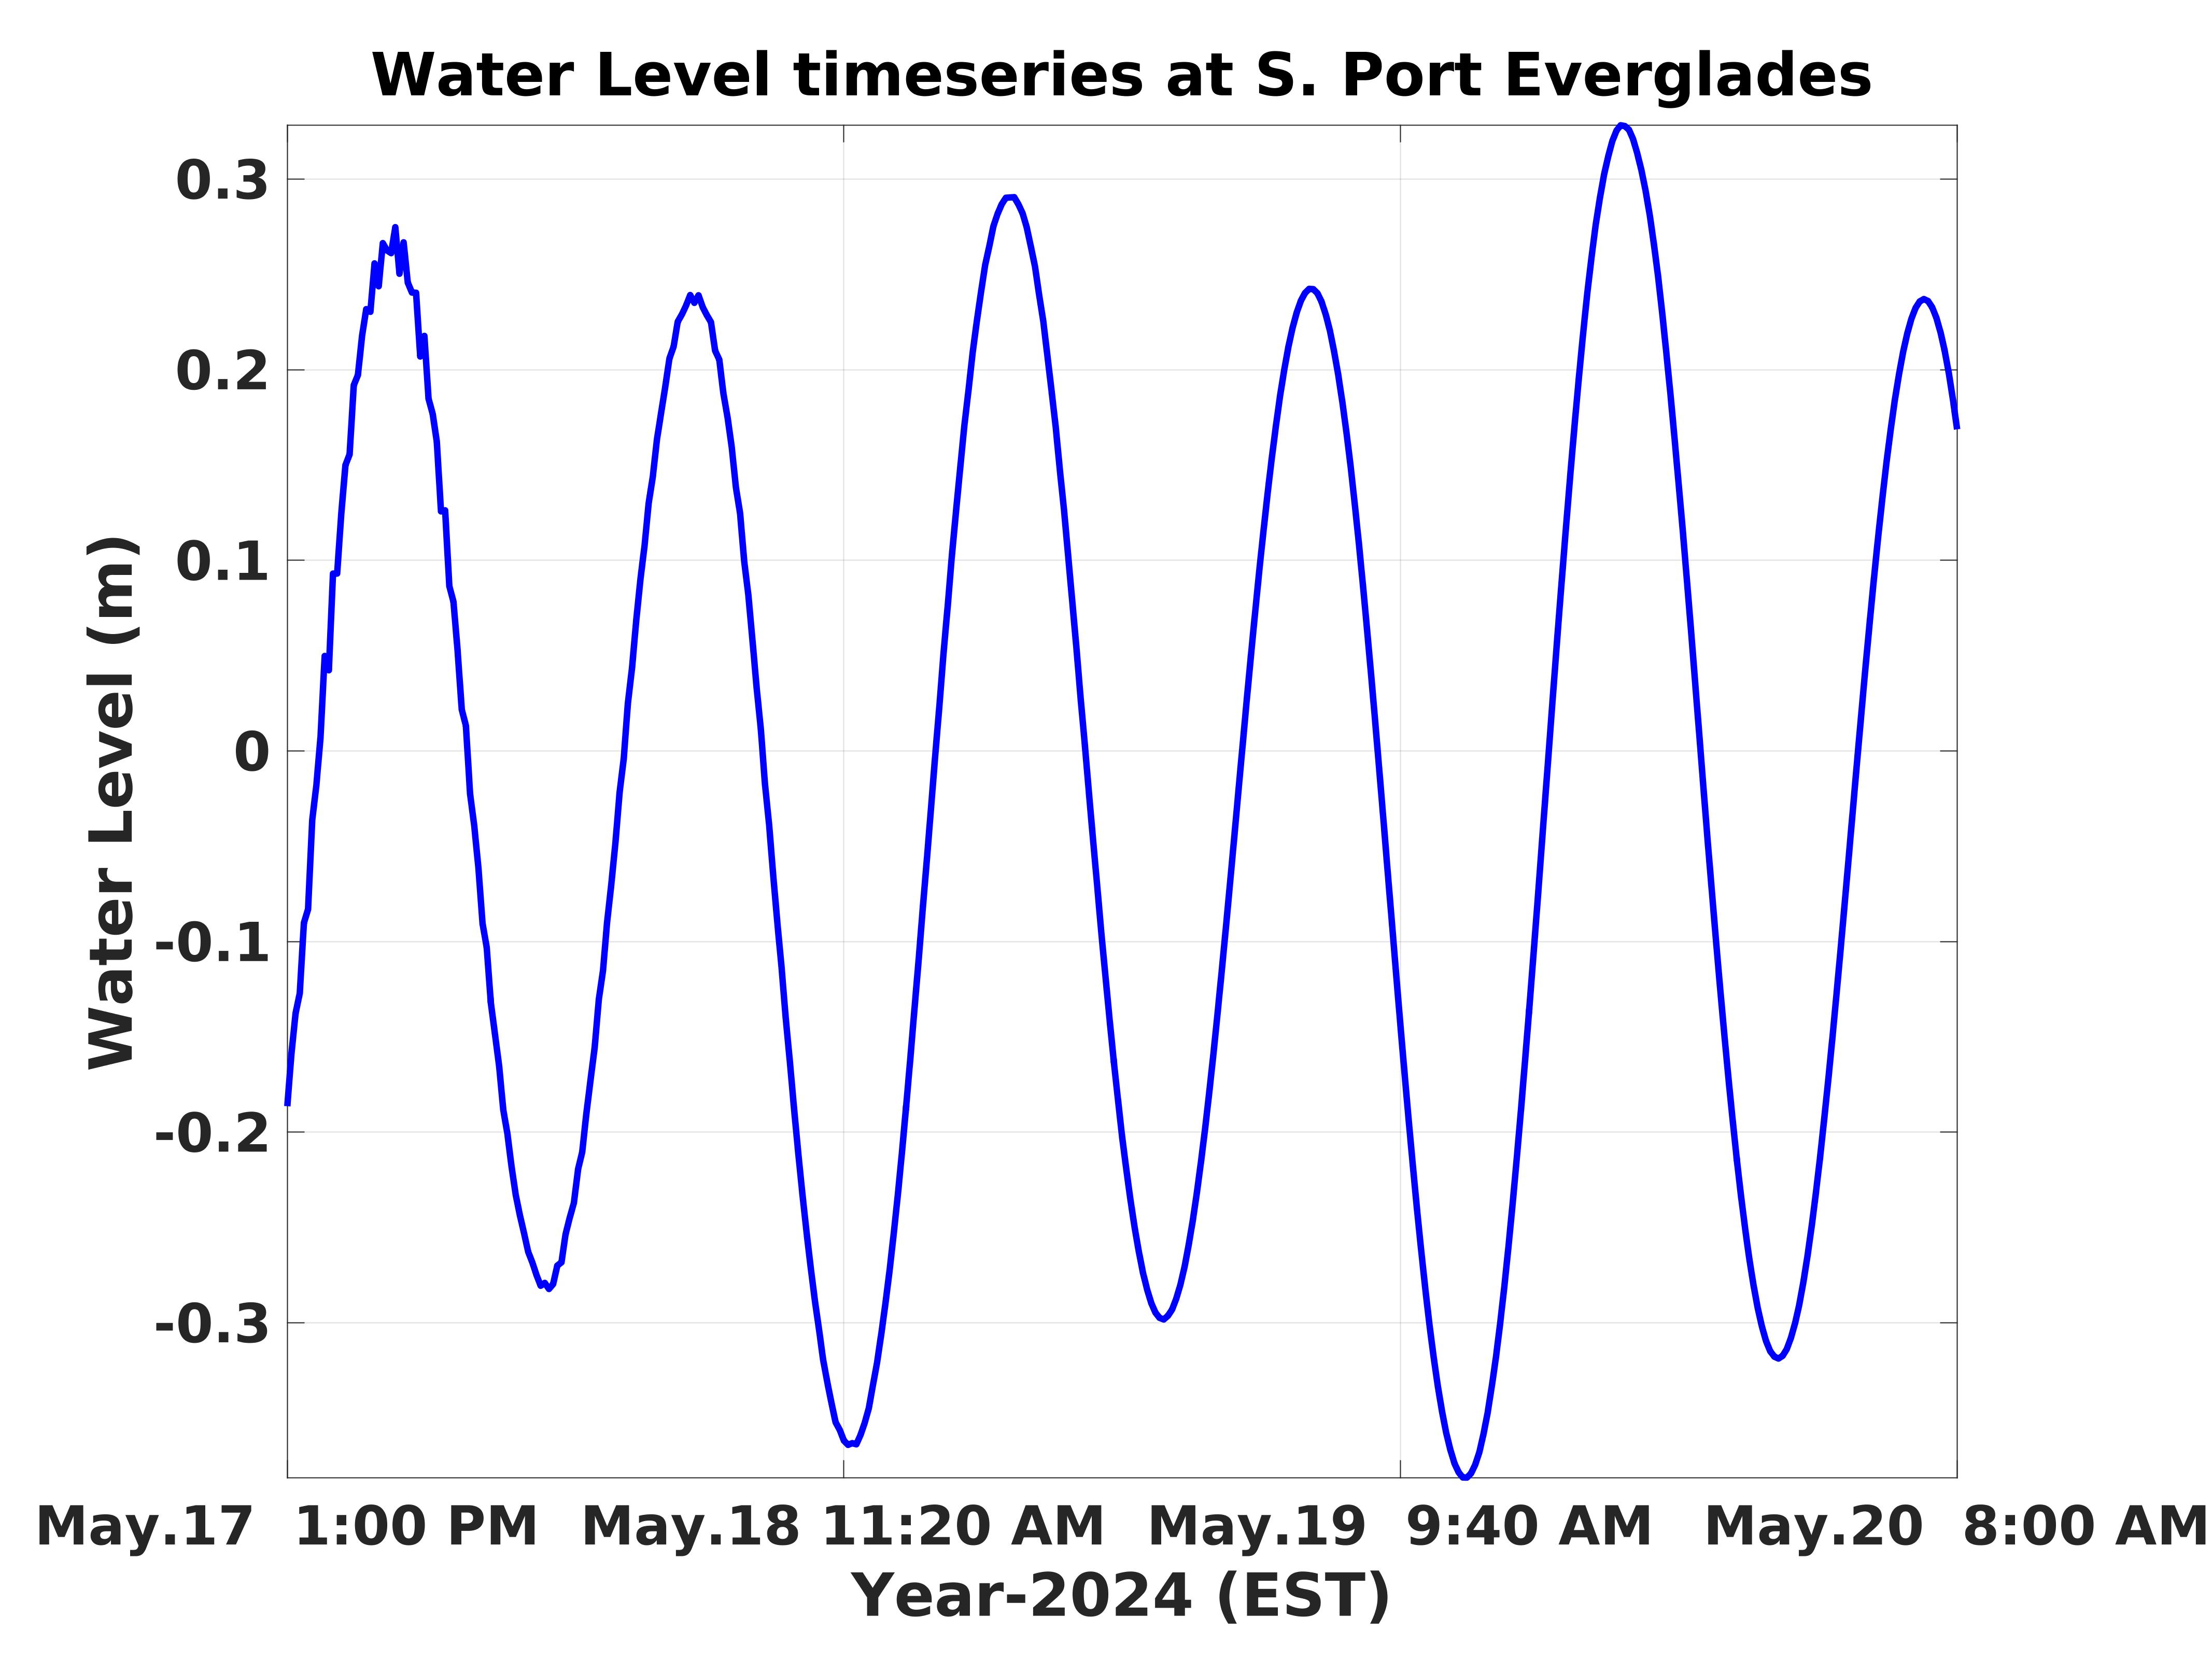 Water Level timeseries at S. Port Everglades
Water Level (m)
0.3
0.2
0.1
0
-0.1
-0.2
-0.3
May.17 1:00 PM May.18 11:20 AM May.19 9:40 AM May.20 8:00 AM
Year-2024 (EST)